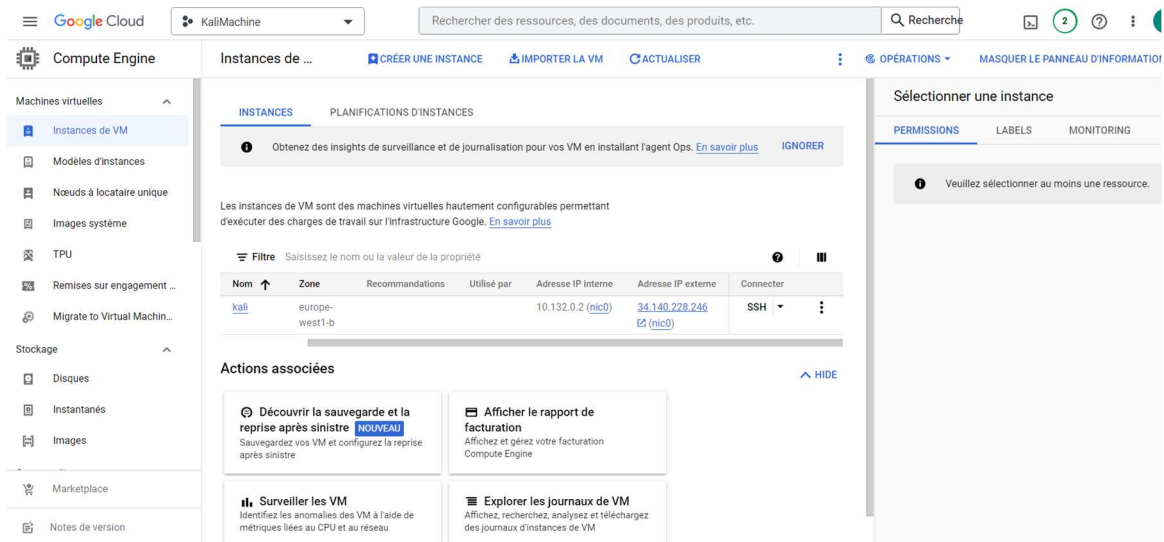 Google Cloud
KaliMachine
Rechercher des ressources, des documents, des produits, etc.
Recherche
2
Compute Engine
Instances de ...
CRÉER UNE INSTANCE
IMPORTER LA VM
ACTUALISER
OPÉRATIONS
MASQUER LE PANNEAU D'INFORMATION
Machines virtuelles
Instances de VM
Modèles d'instances
Nœuds à locataire unique
Images système
TPU
Remises sur engagement ...
Migrate to Virtual Machin...
Stockage
Disques
Instantanés
Images
Marketplace
Notes de version
INSTANCES
PLANIFICATIONS D'INSTANCES
Obtenez des insights de surveillance et de journalisation pour vos VM en installant l'agent Ops. En savoir plus
IGNORER
Les instances de VM sont des machines virtuelles hautement configurables permettant
d'exécuter des charges de travail sur l'infrastructure Google. En savoir plus
Filtre Saisissez le nom ou la valeur de la propriété
Nom Zone Recommandations Utilisé par Adresse IP interne Adresse IP externe Connecter
kali europe- 10.132.0.2 (nic0) 34.140.228.246 SSH
west1-b (nic0)
Actions associées
HIDE
Découvrir la sauvegarde et la
reprise après sinistre NOUVEAU
Sauvegardez vos VM et configurez la reprise
après sinistre
Afficher le rapport de
facturation
Affichez et gérez votre facturation
Compute Engine
Surveiller les VM
Identifiez les anomalies des VM à l'aide de
métriques liées au CPU et au réseau
Explorer les journaux de VM
Affichez, recherchez, analysez et téléchargez
des journaux d'instances de VM
Sélectionner une instance
PERMISSIONS
LABELS
MONITORING
Veuillez sélectionner au moins une ressource.